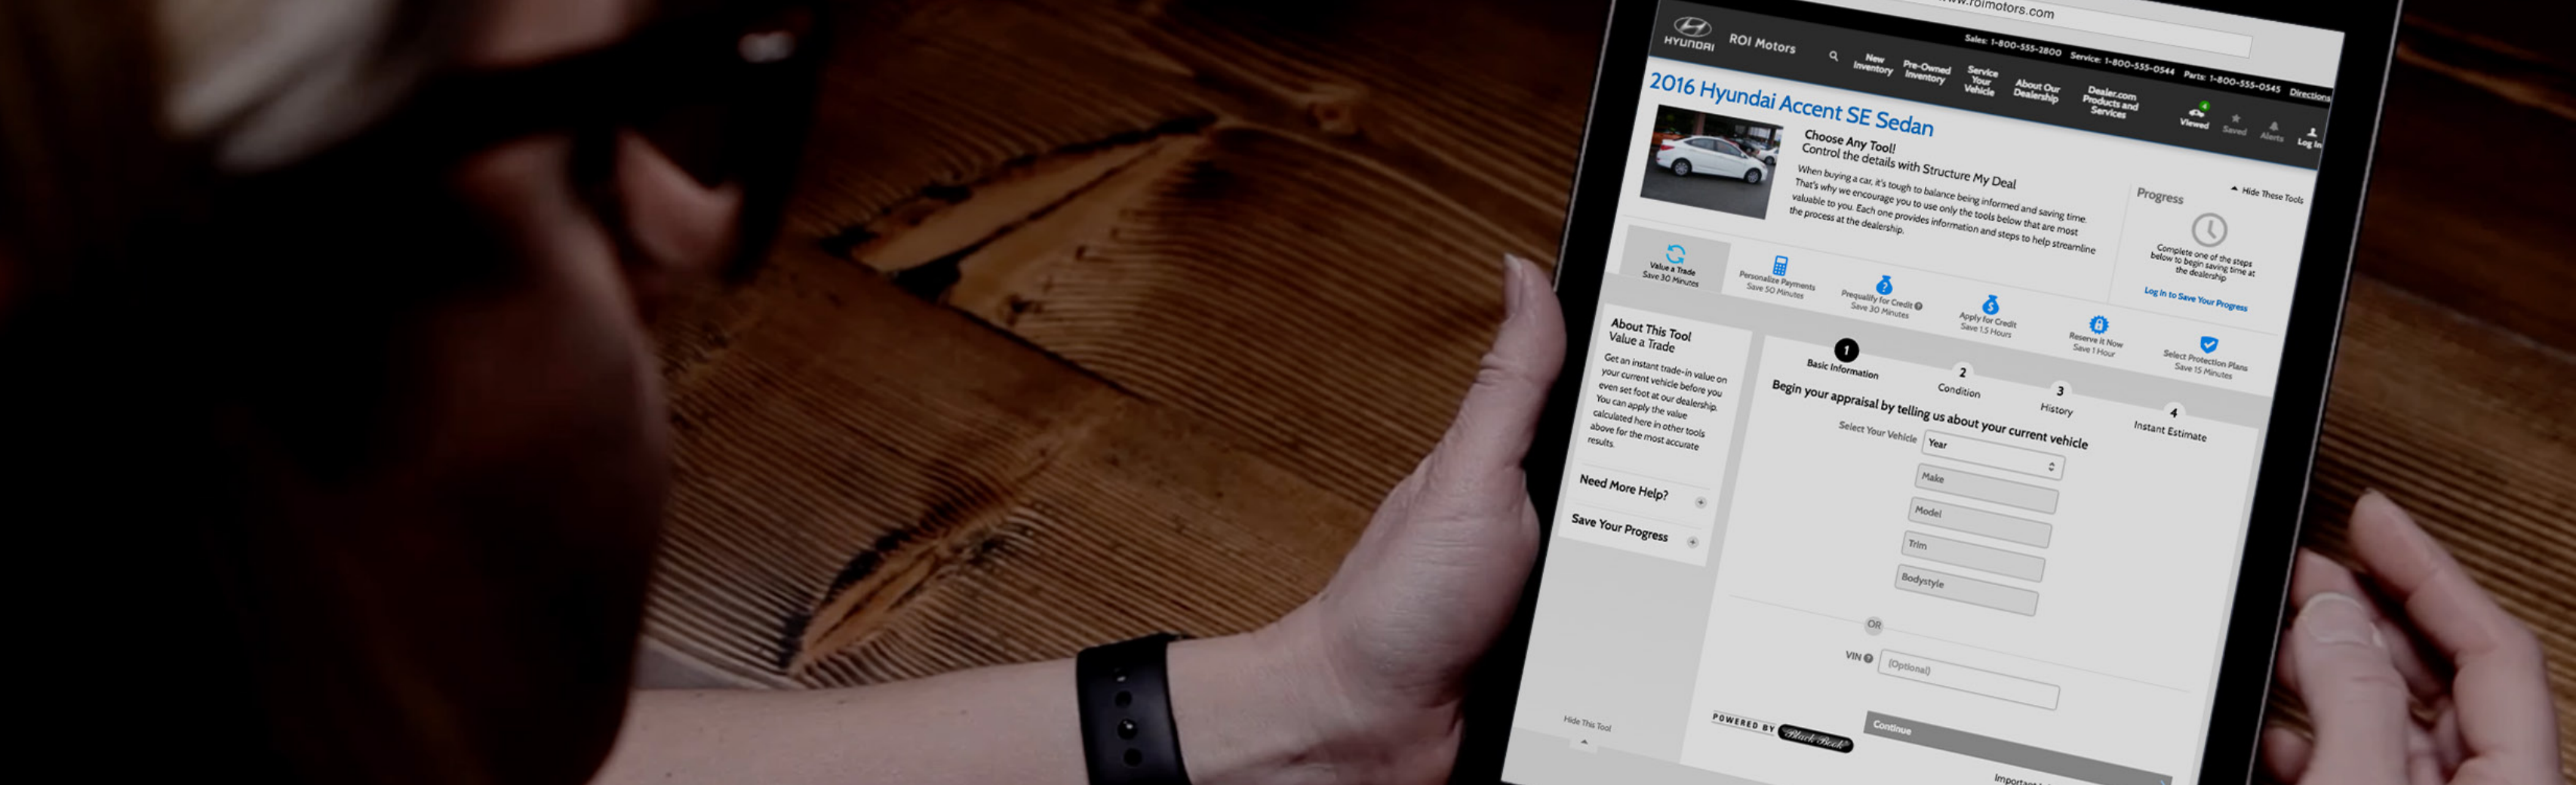 www.roimotors.com
Sales: 1-800-555-2800 Service: 1-800-555-0544 Parts: 1-800-555-0545 Directions
HYUNDAI
ROI Motors
New
Inventory
Pre-Owned
Inventory
Service
Your
Vehicle
About Our
Dealership
Dealer.com
Products and
Services
4
Viewed
Saved
Alerts
Log In
2016 Hyundai Accent SE Sedan
Choose Any Tool!
Control the details with Structure My Deal
When buying a car, it's tough to balance being informed and saving time.
That's why we encourage you to use only the tools below that are most
valuable to you. Each one provides information and steps to help streamline
the process at the dealership.
Hide These Tools
Progress
Complete one of the steps
below to begin saving time at
the dealership
Log In to Save Your Progress
Value a Trade
Save 30 Minutes
Personalize Payments
Save 50 Minutes
Prequalify for Credit ?
Save 30 Minutes
Apply for Credit
Save 1.5 Hours
Reserve it Now
Save 1 Hour
Select Protection Plans
Save 15 Minutes
About This Tool
Value a Trade
Get an instant trade-in value on
your current vehicle before you
even set foot at our dealership.
You can apply the value
calculated here in other tools
above for the most accurate
results.
Need More Help? +
Save Your Progress +
Hide This Tool
1
Basic Information
2
Condition
3
History
4
Instant Estimate
Begin your appraisal by telling us about your current vehicle
Select Your Vehicle
Year
Make
Model
Trim
Bodystyle
OR
VIN ? (Optional)
POWERED BY Black Book
Continue